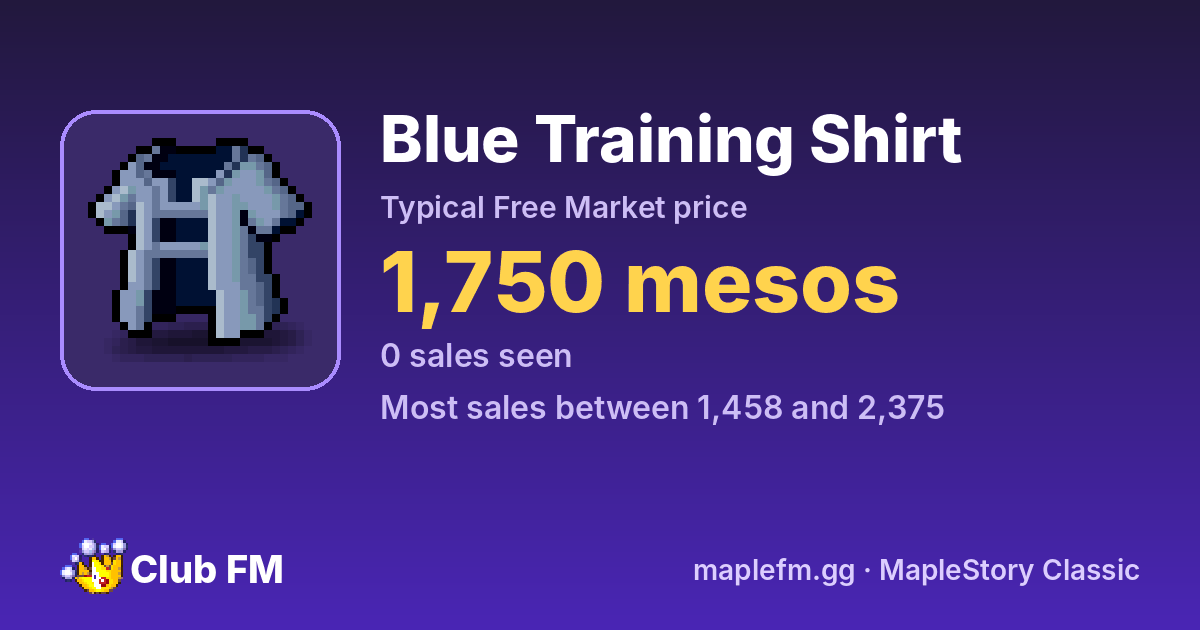 Blue Training Shirt
Typical Free Market price
1,750 mesos
0 sales seen
Most sales between 1,458 and 2,375
Club FM
maplefm.gg · MapleStory Classic